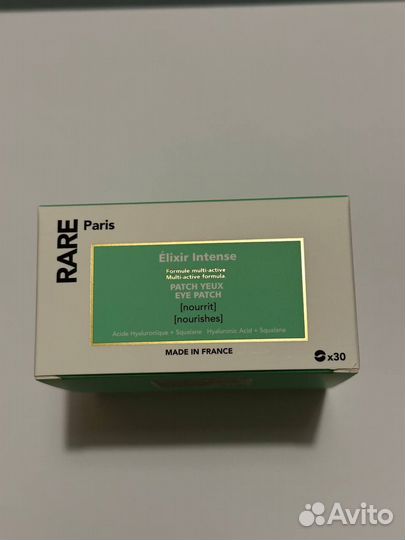 RARE Paris
Élixir Intense
Formule multi-active
Multi-active formula.
PATCH YEUX
EYE PATCH
[nourrit]
[nourishes]
Acide Hyaluronique + Squalane Hyaluronic Acid + Squalane
MADE IN FRANCE
x30
Avito